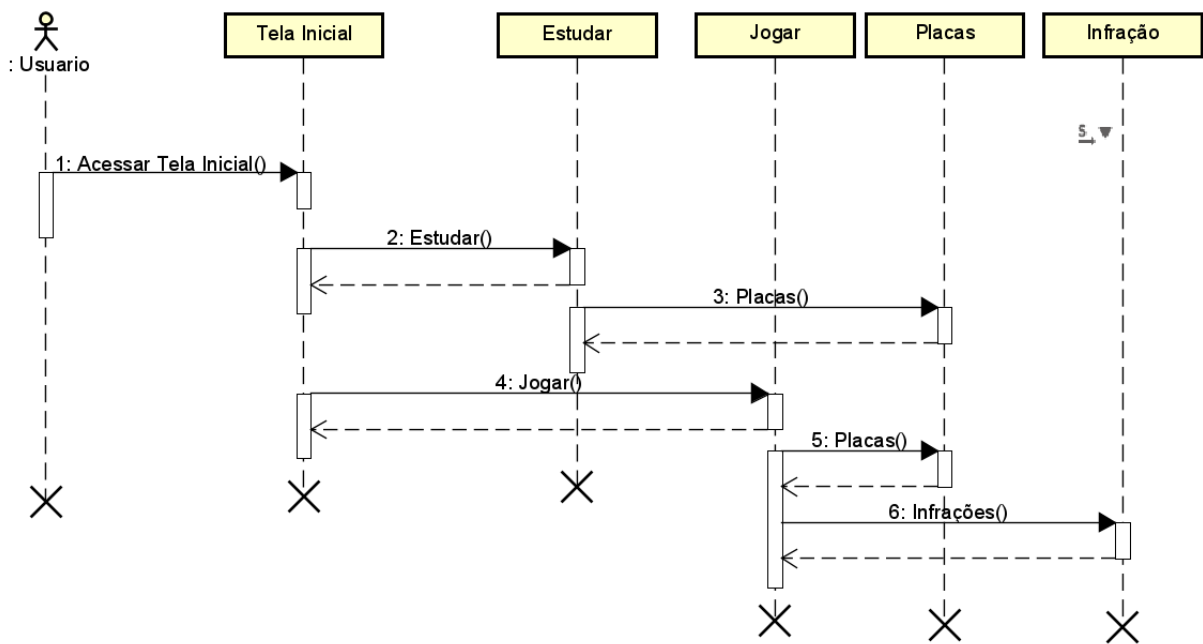 Tela Inicial
Estudar
Jogar
Placas
Infração
: Usuario
S
1: Acessar Tela Inicial()
2: Estudar()
3: Placas()
4: Jogar()
5: Placas()
6: Infrações()